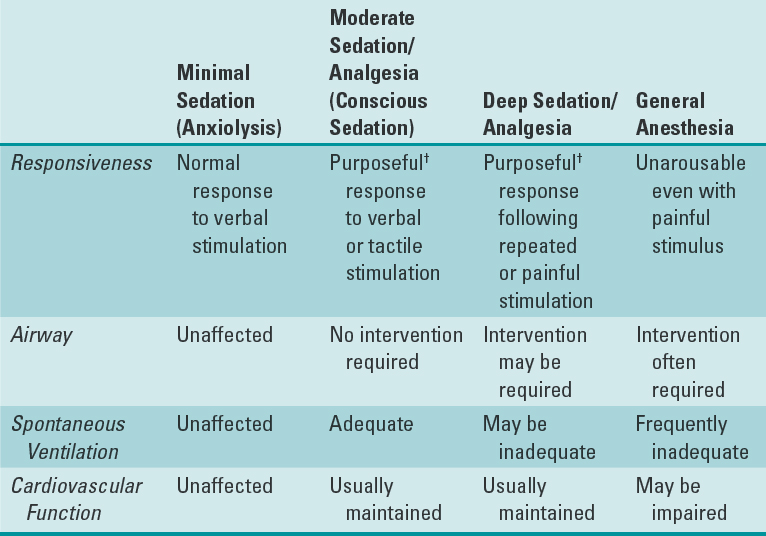 Minimal Sedation (Anxiolysis)
Moderate Sedation/ Analgesia (Conscious Sedation)
Deep Sedation/ Analgesia
General Anesthesia
Responsiveness
Normal response to verbal stimulation
Purposeful† response to verbal or tactile stimulation
Purposeful† response following repeated or painful stimulation
Unarousable even with painful stimulus
Airway
Unaffected
No intervention required
Intervention may be required
Intervention often required
Spontaneous Ventilation
Unaffected
Adequate
May be inadequate
Frequently inadequate
Cardiovascular Function
Unaffected
Usually maintained
Usually maintained
May be impaired